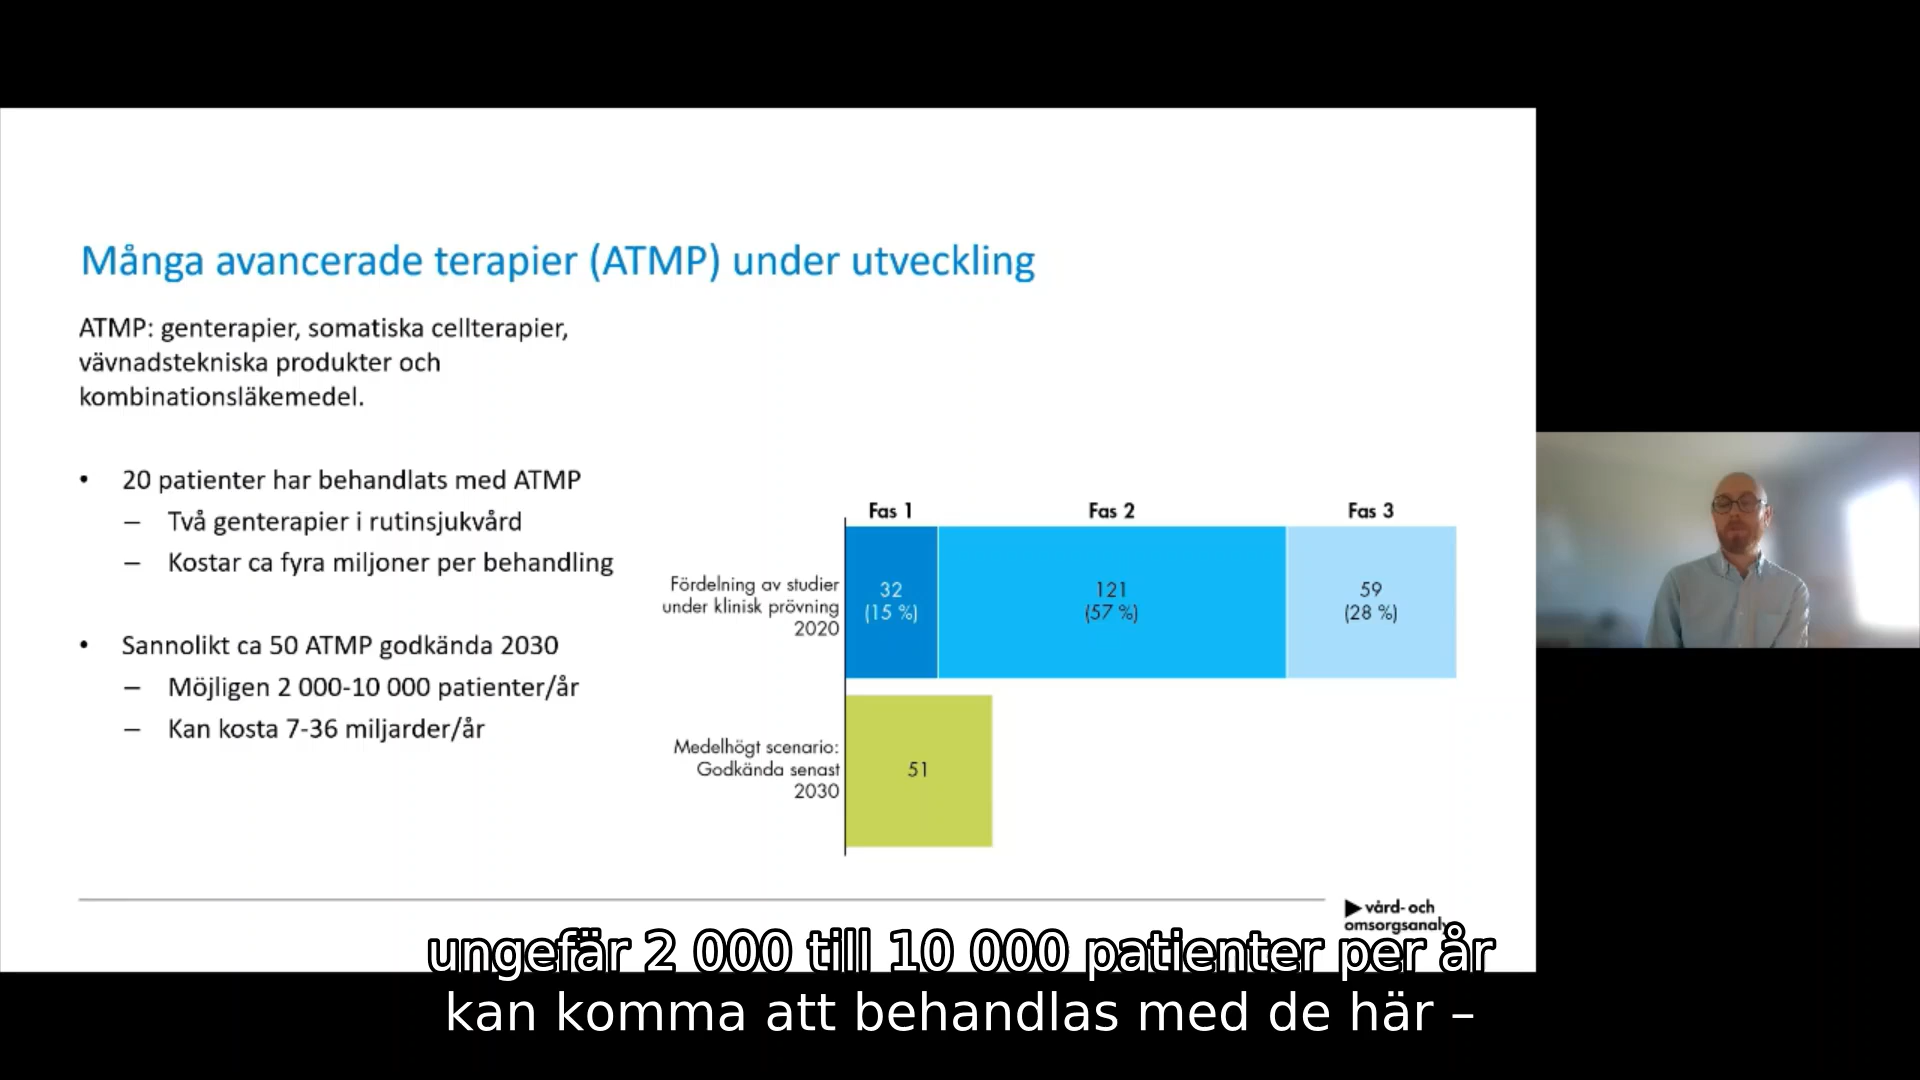 Många avancerade terapier (ATMP) under utveckling
ATMP: genterapier, somatiska cellterapier,
vävnadstekniska produkter och
kombinationsläkemedel.
• 20 patienter har behandlats med ATMP
– Två genterapier i rutinsjukvård
– Kostar ca fyra miljoner per behandling
• Sannolikt ca 50 ATMP godkända 2030
– Möjligen 2 000-10 000 patienter/år
– Kan kosta 7-36 miljarder/år
Fas 1 Fas 2 Fas 3
Fördelning av studier
under klinisk prövning
2020
32
(15 %)
121
(57 %)
59
(28 %)
Medelhögt scenario:
Godkända senast
2030
51
vård- och
ungefär 2 000 till 10 000 patienter per år
kan komma att behandlas med de här –